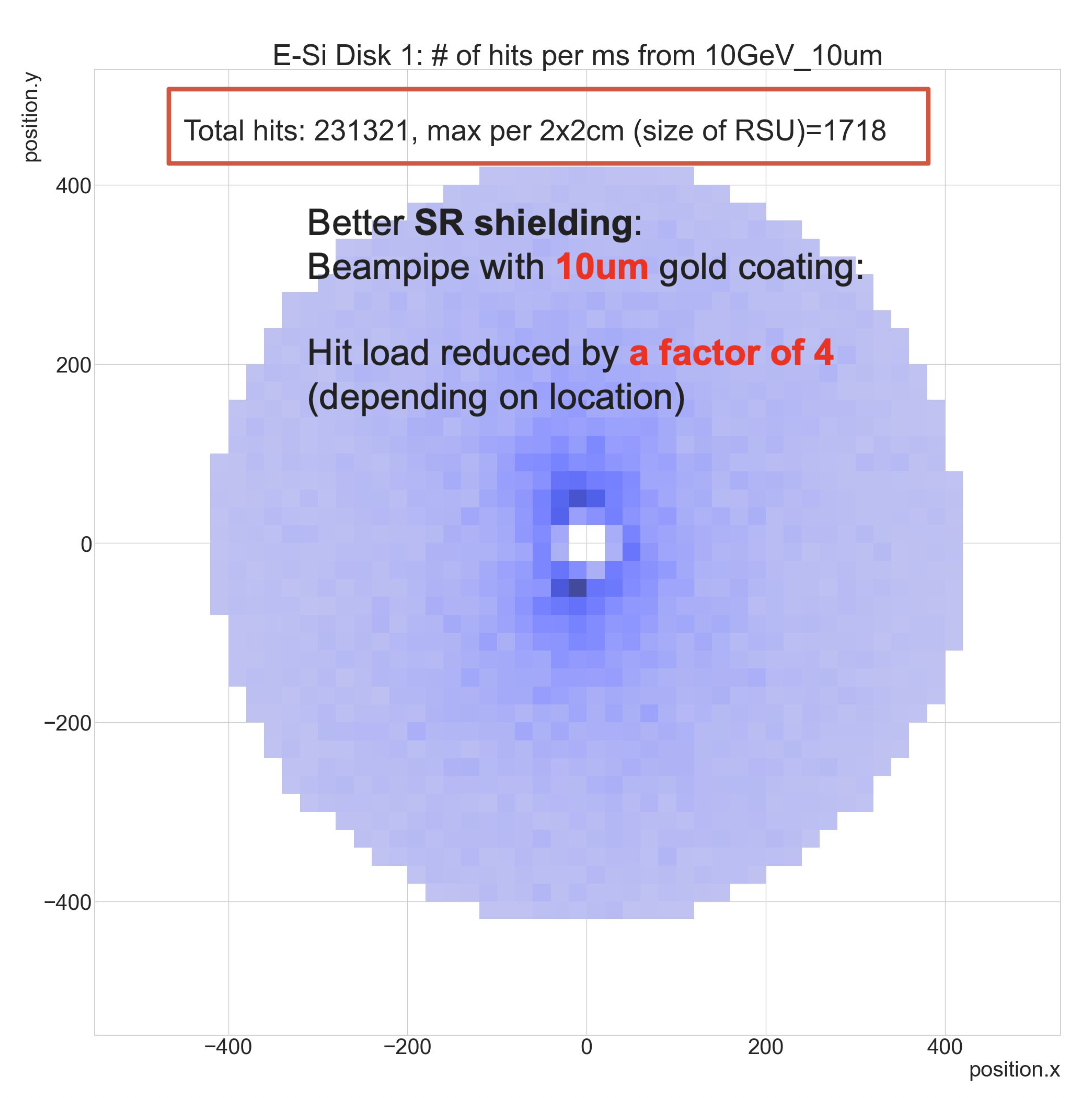 E-Si Disk 1: # of hits per ms from 10GeV_10um
position.y
Total hits: 231321, max per 2x2cm (size of RSU)=1718
400
Better SR shielding:
Beampipe with 10um gold coating:
200
Hit load reduced by a factor of 4
(depending on location)
0
−200
−400
−400 −200 0 200 400
position.x